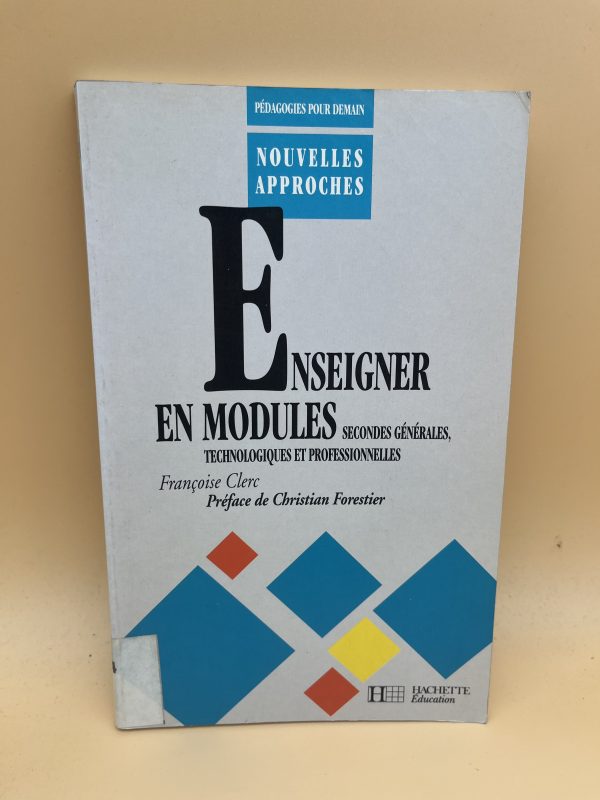 PÉDAGOGIES POUR DEMAIN
NOUVELLES
APPROCHES
ENSEIGNER
EN MODULES SECONDES GÉNÉRALES,
TECHNOLOGIQUES ET PROFESSIONNELLES
Françoise Clerc
Préface de Christian Forestier
H HACHETTE
Éducation